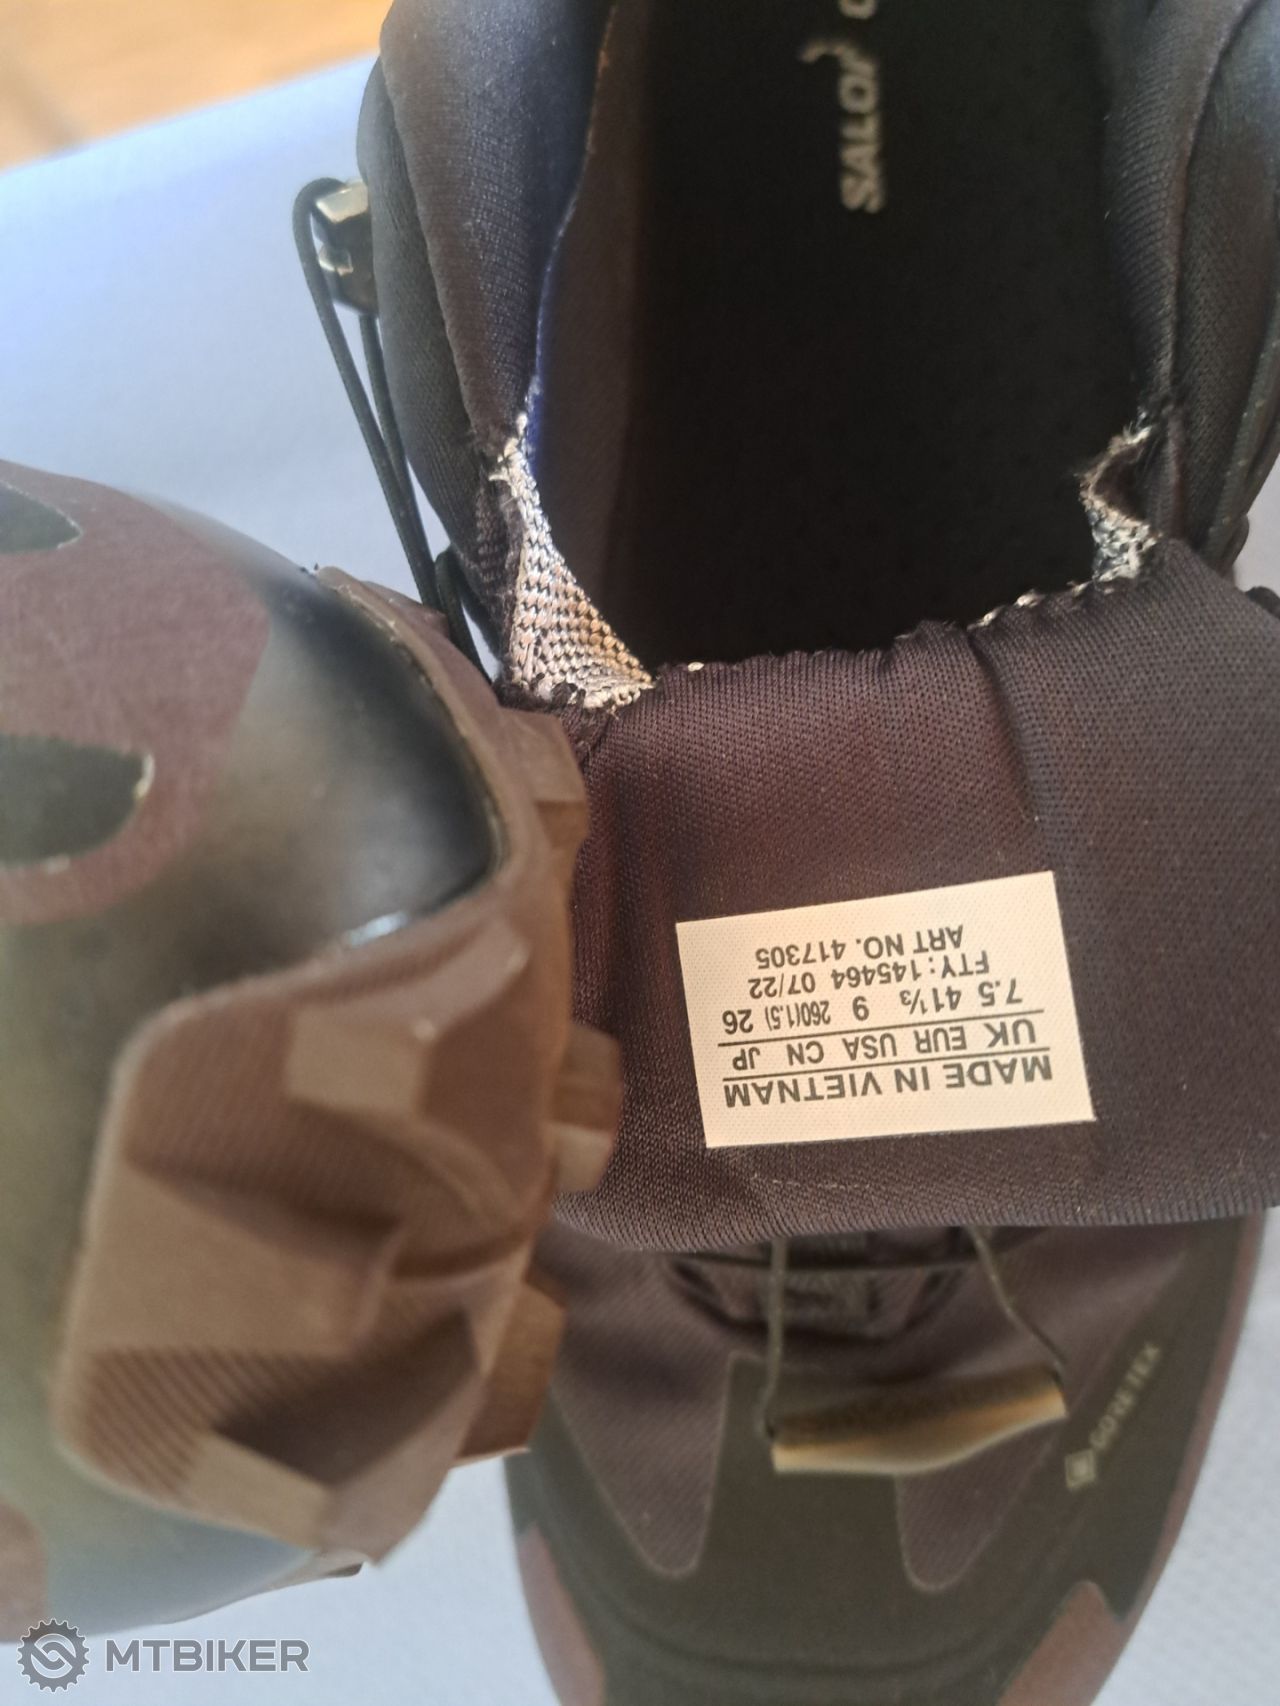 SALOM
MADE IN VIETNAM
UK EUR USA CN JP
7.5 41⅓ 9 260(1.5) 26
FTY: 145464 07/22
ART NO. 417305
GORE-TEX
MTBIKER